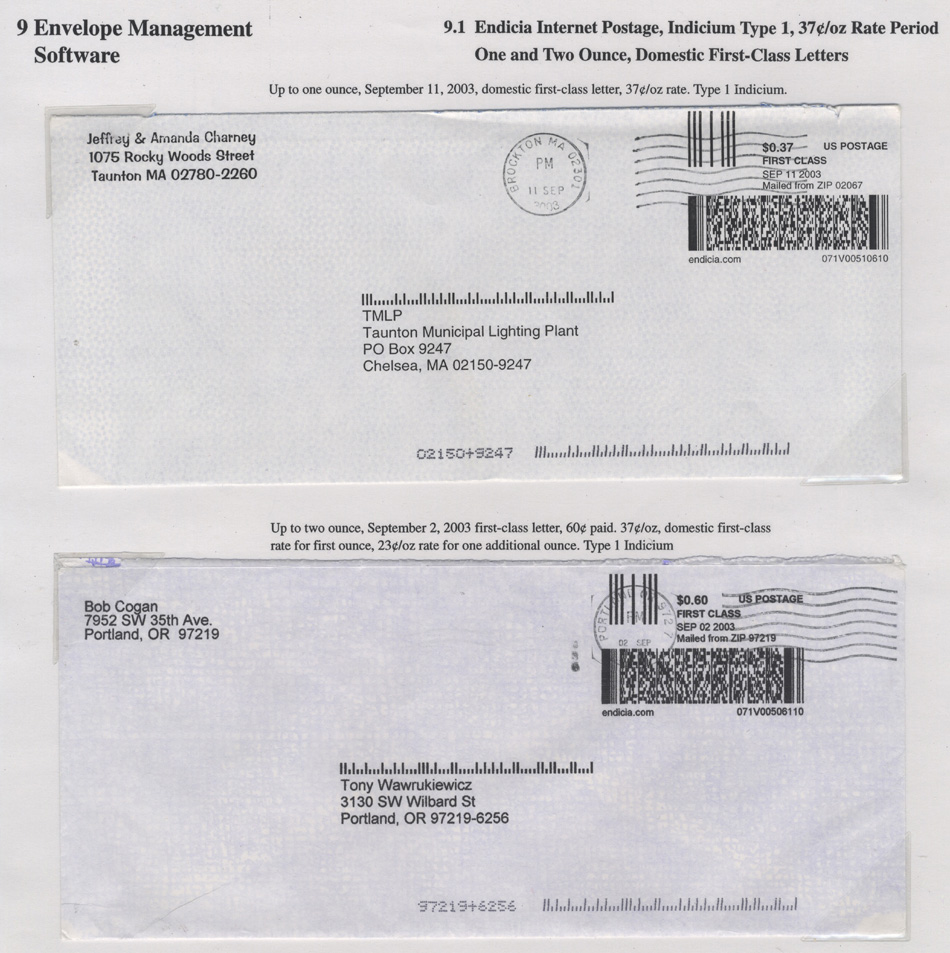 9 Envelope Management
Software
9.1 Endicia Internet Postage, Indicium Type 1, 37¢/oz Rate Period
One and Two Ounce, Domestic First-Class Letters
Up to one ounce, September 11, 2003, domestic first-class letter, 37¢/oz rate. Type 1 Indicium.
Jeffrey & Amanda Charney
1075 Rocky Woods Street
Taunton MA 02780-2260
BROCKTON MA 02301
PM
11 SEP
2003
$0.37 US POSTAGE
FIRST CLASS
SEP 11 2003
Mailed from ZIP 02067
endicia.com 071V00510610
TMLP
Taunton Municipal Lighting Plant
PO Box 9247
Chelsea, MA 02150-9247
02150+9247
Up to two ounce, September 2, 2003 first-class letter, 60¢ paid. 37¢/oz, domestic first-class
rate for first ounce, 23¢/oz rate for one additional ounce. Type 1 Indicium
Bob Cogan
7952 SW 35th Ave.
Portland, OR 97219
PORTLAND OR
PM
02 SEP
$0.60 US POSTAGE
FIRST CLASS
SEP 02 2003
Mailed from ZIP 97219
endicia.com 071V00506110
Tony Wawrukiewicz
3130 SW Wilbard St
Portland, OR 97219-6256
97219+6256